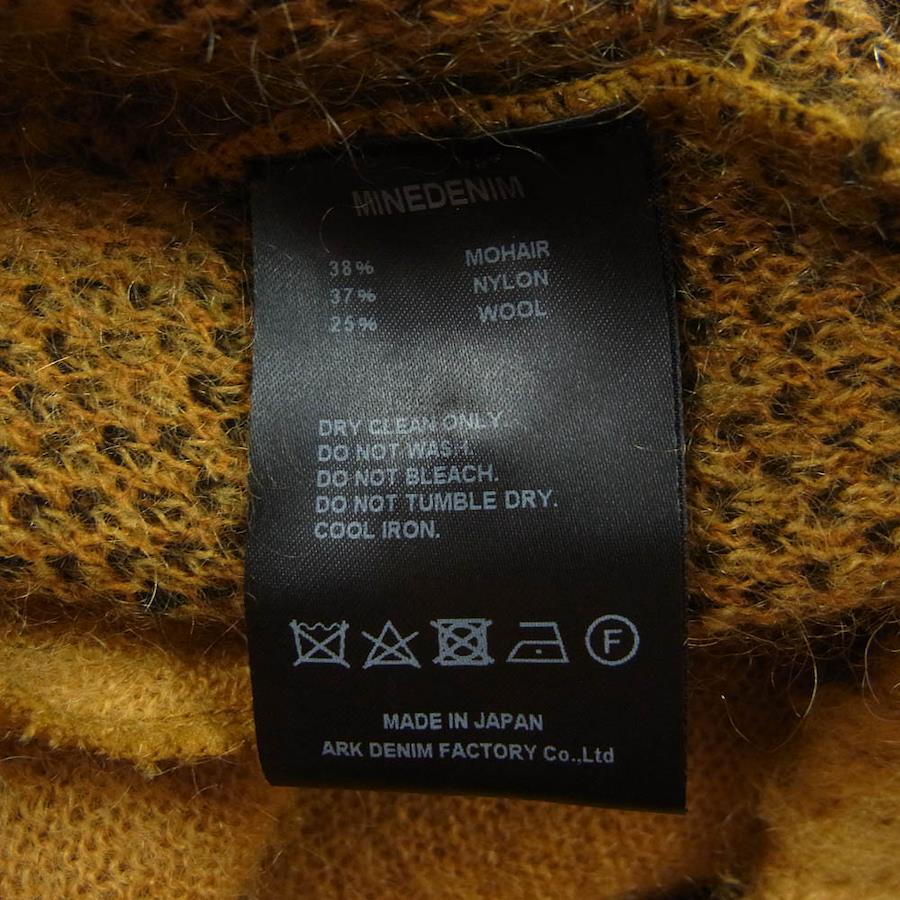 MINEDENIM
38% MOHAIR
37% NYLON
25% WOOL
DRY CLEAN ONLY.
DO NOT WASH.
DO NOT BLEACH.
DO NOT TUMBLE DRY.
COOL IRON.
F
MADE IN JAPAN
ARK DENIM FACTORY Co.,Ltd